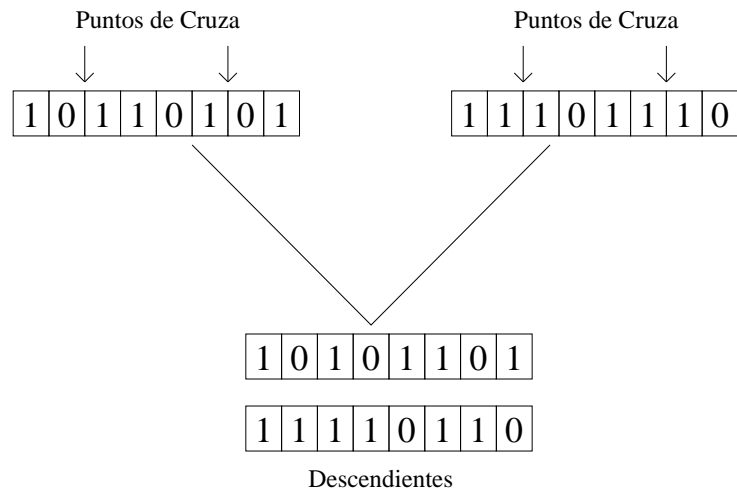 Puntos de Cruza
Puntos de Cruza
1 0 1 1 0 1 0 1
1 1 1 0 1 1 1 0
1 0 1 0 1 1 0 1
1 1 1 1 0 1 1 0
Descendientes